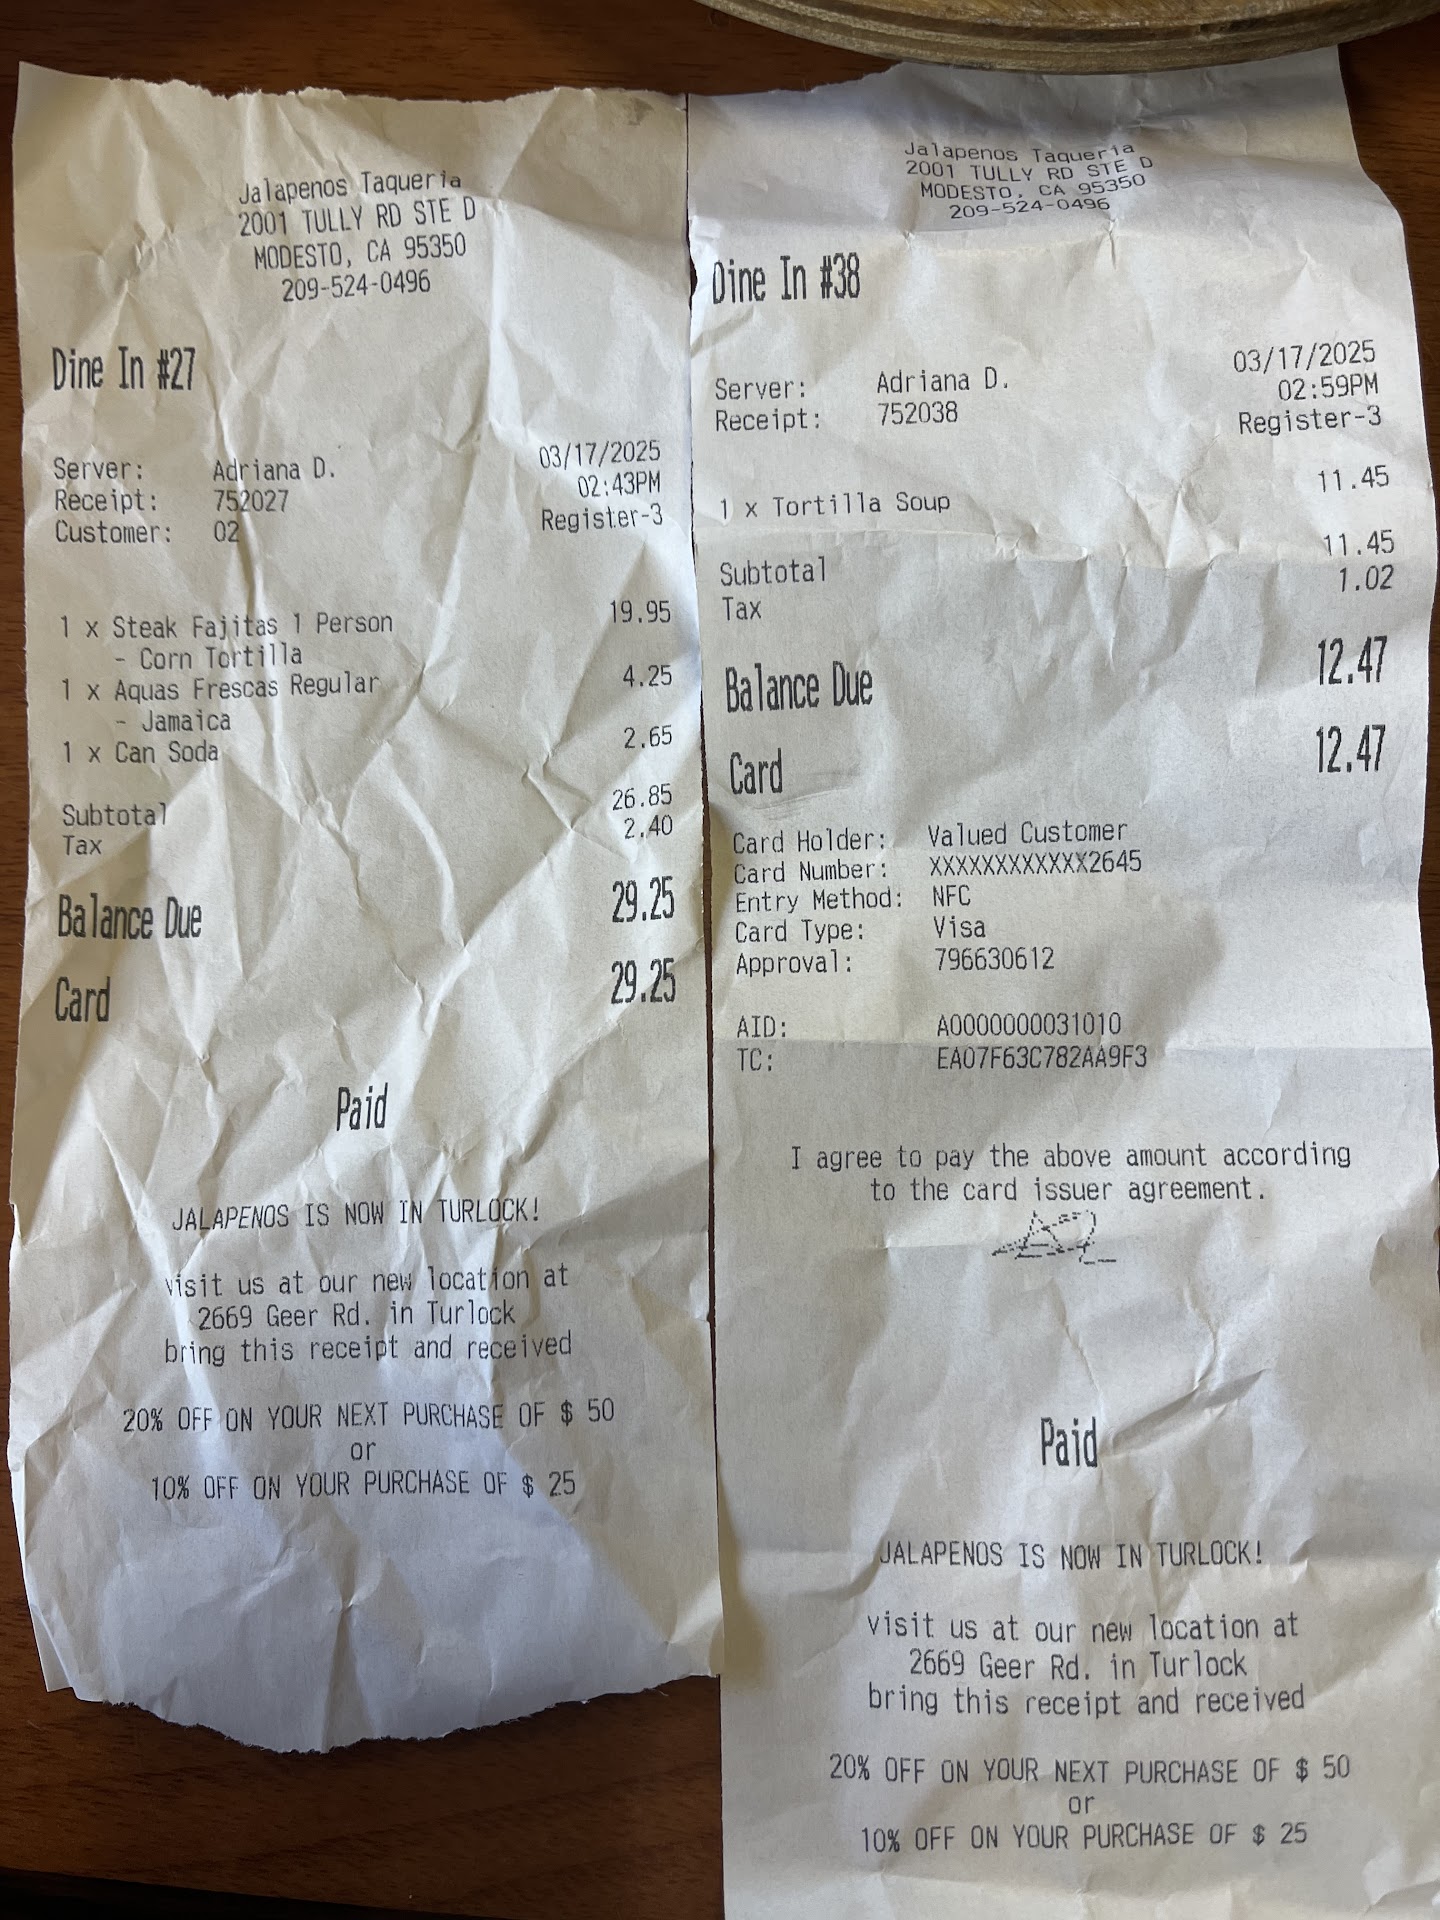 Jalapenos Taqueria
2001 TULLY RD STE D
MODESTO, CA 95350
209-524-0496
Dine In #27
03/17/2025
Server: Adriana D.
02:43PM
Receipt: 752027
Register-3
Customer: 02
1 x Steak Fajitas 1 Person 19.95
- Corn Tortilla
1 x Aquas Frescas Regular 4.25
- Jamaica
1 x Can Soda 2.65
Subtotal 26.85
Tax 2.40
Balance Due 29.25
Card 29.25
Paid
JALAPENOS IS NOW IN TURLOCK!
visit us at our new location at
2669 Geer Rd. in Turlock
bring this receipt and received
20% OFF ON YOUR NEXT PURCHASE OF $ 50
or
10% OFF ON YOUR PURCHASE OF $ 25
Jalapenos Taqueria
2001 TULLY RD STE D
MODESTO, CA 95350
209-524-0496
Dine In #38
03/17/2025
Server: Adriana D.
02:59PM
Receipt: 752038
Register-3
1 x Tortilla Soup 11.45
Subtotal 11.45
Tax 1.02
Balance Due 12.47
Card 12.47
Card Holder: Valued Customer
Card Number: XXXXXXXXXXXX2645
Entry Method: NFC
Card Type: Visa
Approval: 796630612
AID: A0000000031010
TC: EA07F63C782AA9F3
I agree to pay the above amount according
to the card issuer agreement.
Paid
JALAPENOS IS NOW IN TURLOCK!
visit us at our new location at
2669 Geer Rd. in Turlock
bring this receipt and received
20% OFF ON YOUR NEXT PURCHASE OF $ 50
or
10% OFF ON YOUR PURCHASE OF $ 25